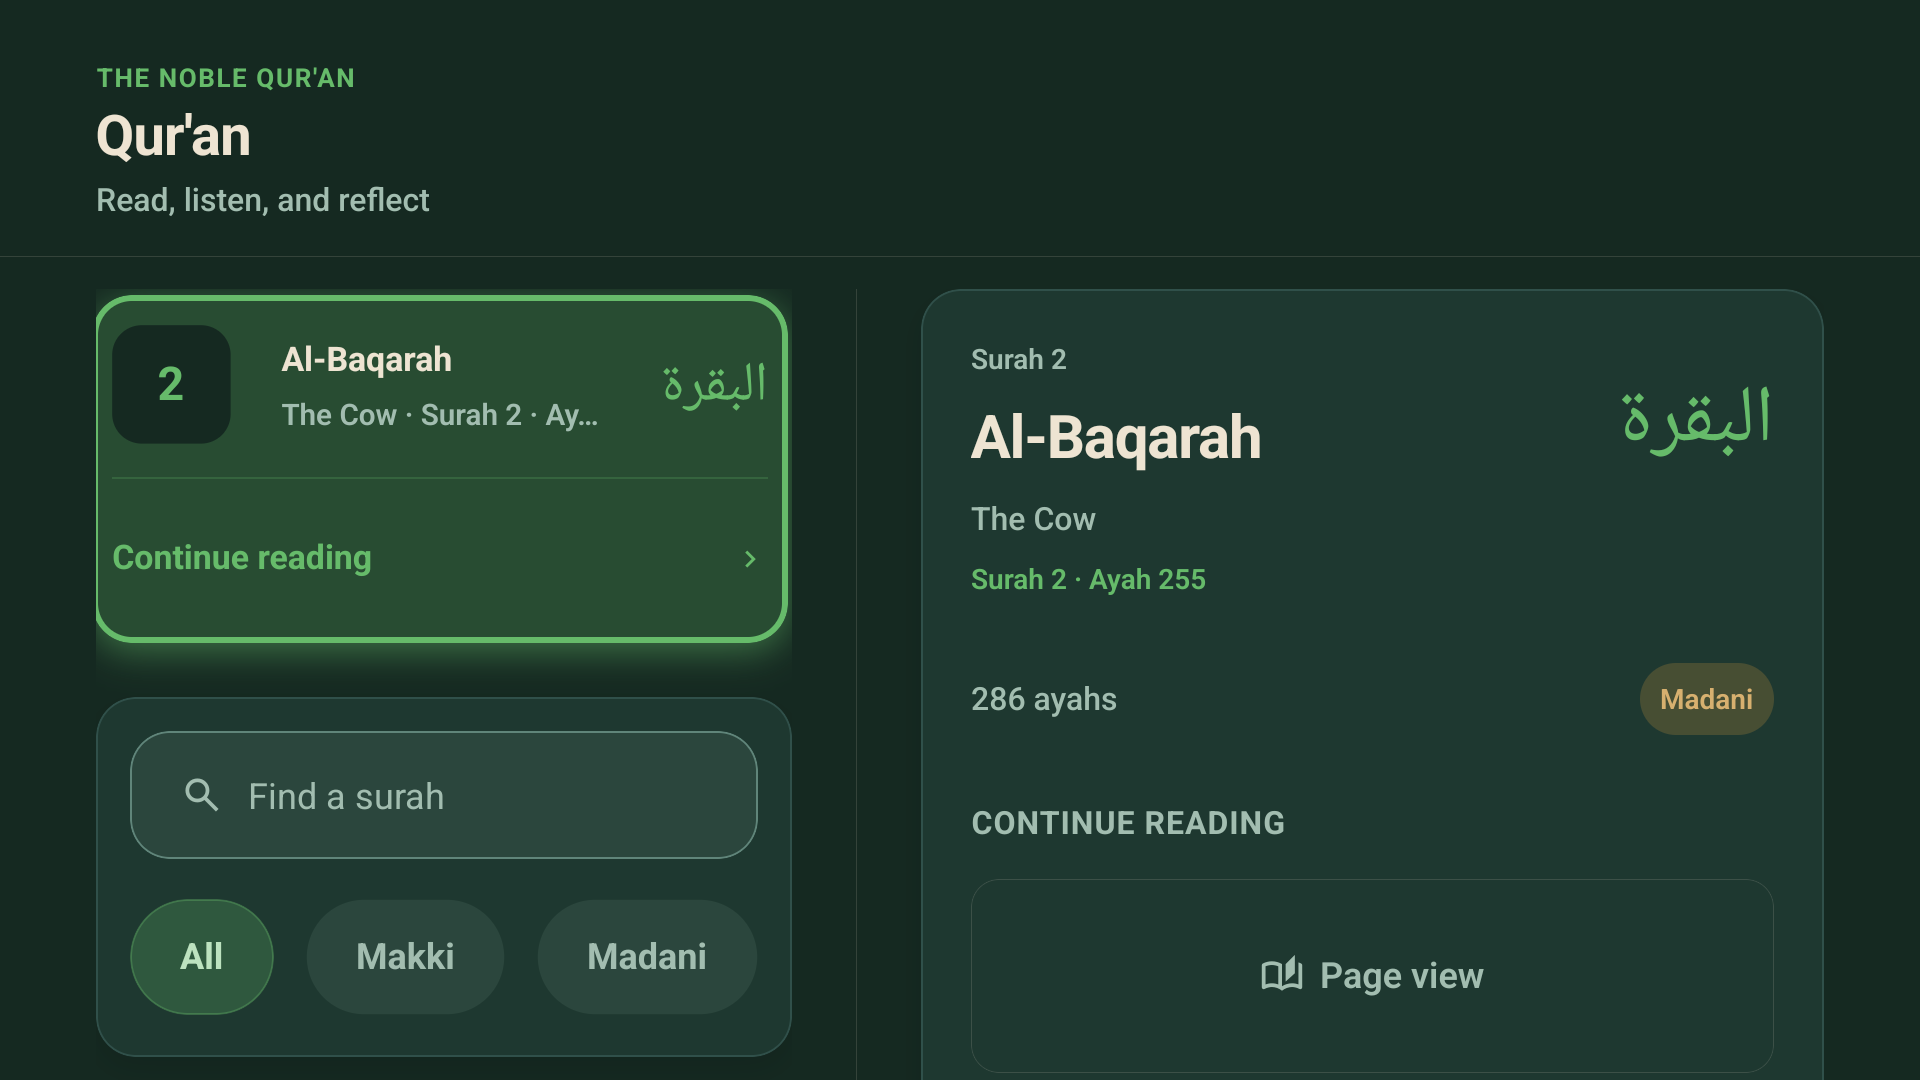 THE NOBLE QUR'AN
Qur'an
Read, listen, and reflect
2
Al-Baqarah
The Cow · Surah 2 · Ay...
البقرة
Continue reading
Find a surah
All
Makki
Madani
Surah 2
Al-Baqarah
البقرة
The Cow
Surah 2 · Ayah 255
286 ayahs
Madani
CONTINUE READING
Page view